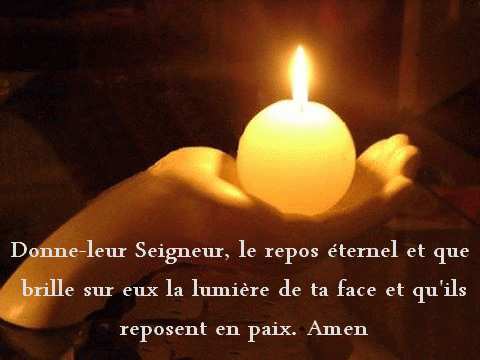 Donne-leur Seigneur, le repos éternel et que
brille sur eux la lumière de ta face et qu'ils
reposent en paix. Amen